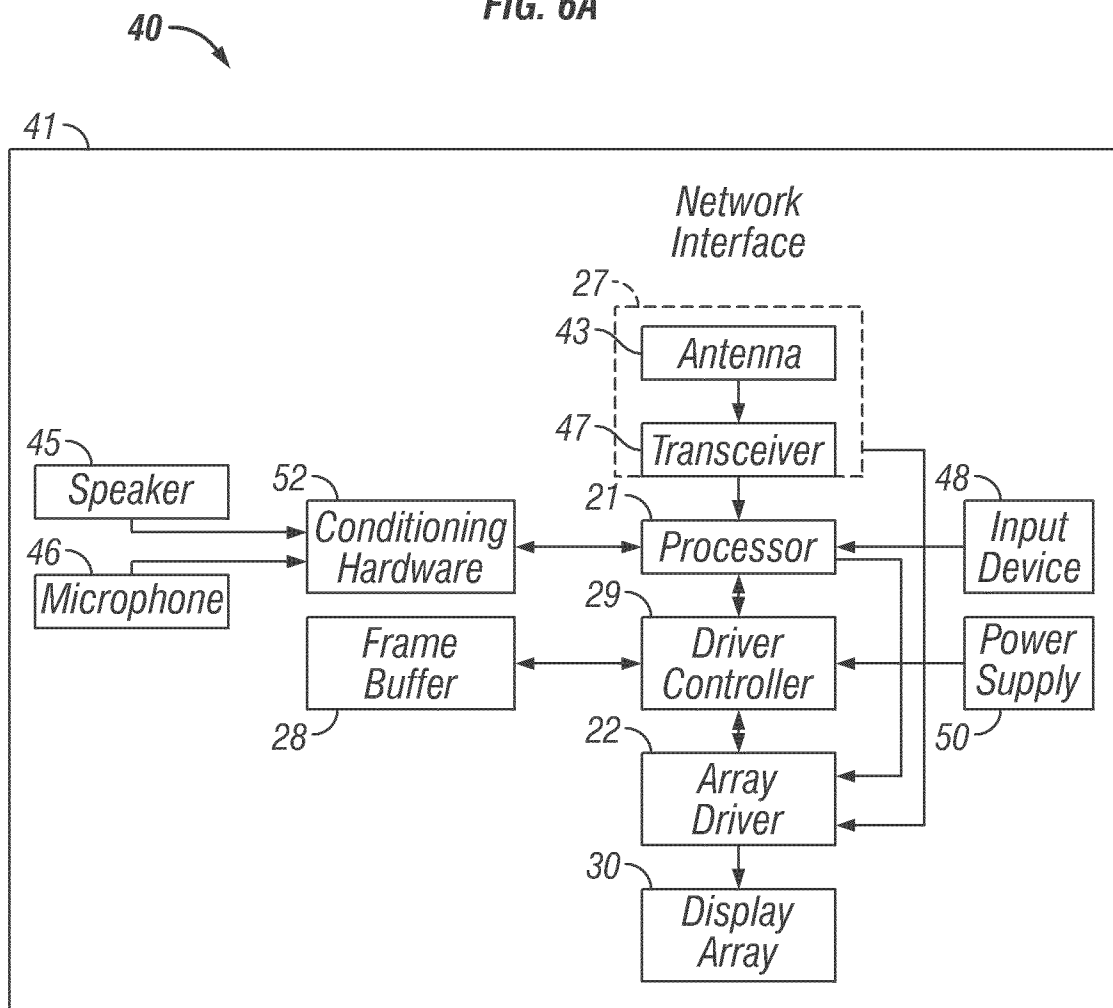 FIG. 6A
40
41
Network
Interface
27
43
Antenna
47
Transceiver
45
Speaker
52
Conditioning
Hardware
21
Processor
48
Input
Device
46
Microphone
29
Driver
Controller
Frame
Buffer
28
Power
Supply
50
22
Array
Driver
30
Display
Array